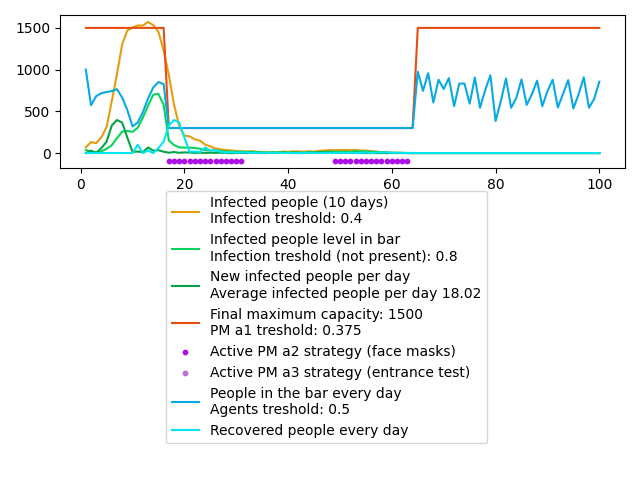 1500
1000
500
0
0
20
40
60
80
100
Infected people (10 days)
Infection treshold: 0.4
Infected people level in bar
Infection treshold (not present): 0.8
New infected people per day
Average infected people per day 18.02
Final maximum capacity: 1500
PM a1 treshold: 0.375
Active PM a2 strategy (face masks)
Active PM a3 strategy (entrance test)
People in the bar every day
Agents treshold: 0.5
Recovered people every day